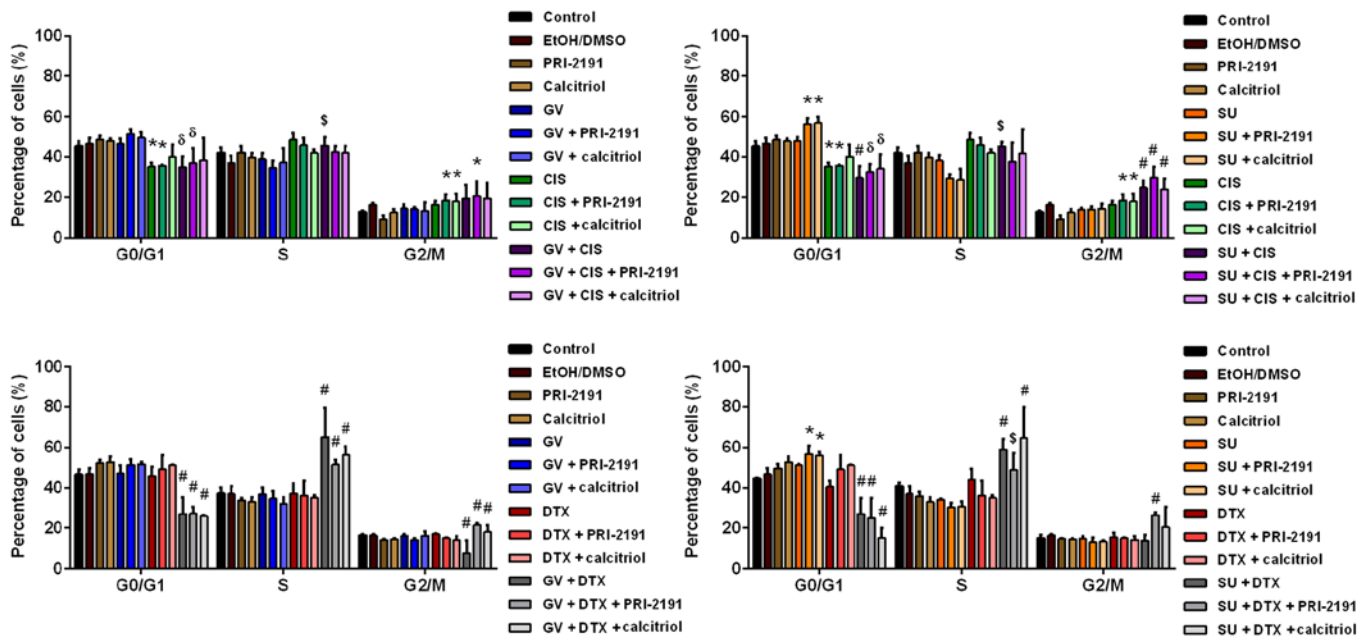 Percentage of cells (%)
100
80
60
40
20
0
* * δ δ
$
* * *
G0/G1 S G2/M
Control
EtOH/DMSO
PRI-2191
Calcitriol
GV
GV + PRI-2191
GV + calcitriol
CIS
CIS + PRI-2191
CIS + calcitriol
GV + CIS
GV + CIS + PRI-2191
GV + CIS + calcitriol
Percentage of cells (%)
100
80
60
40
20
0
* * * * # δ δ
$
* * # # #
G0/G1 S G2/M
Control
EtOH/DMSO
PRI-2191
Calcitriol
SU
SU + PRI-2191
SU + calcitriol
CIS
CIS + PRI-2191
CIS + calcitriol
SU + CIS
SU + CIS + PRI-2191
SU + CIS + calcitriol
Percentage of cells (%)
100
80
60
40
20
0
# # #
# # #
# # #
G0/G1 S G2/M
Control
EtOH/DMSO
PRI-2191
Calcitriol
GV
GV + PRI-2191
GV + calcitriol
DTX
DTX + PRI-2191
DTX + calcitriol
GV + DTX
GV + DTX + PRI-2191
GV + DTX + calcitriol
Percentage of cells (%)
100
80
60
40
20
0
* * # # #
# $ #
#
G0/G1 S G2/M
Control
EtOH/DMSO
PRI-2191
Calcitriol
SU
SU + PRI-2191
SU + calcitriol
DTX
DTX + PRI-2191
DTX + calcitriol
SU + DTX
SU + DTX + PRI-2191
SU + DTX + calcitriol